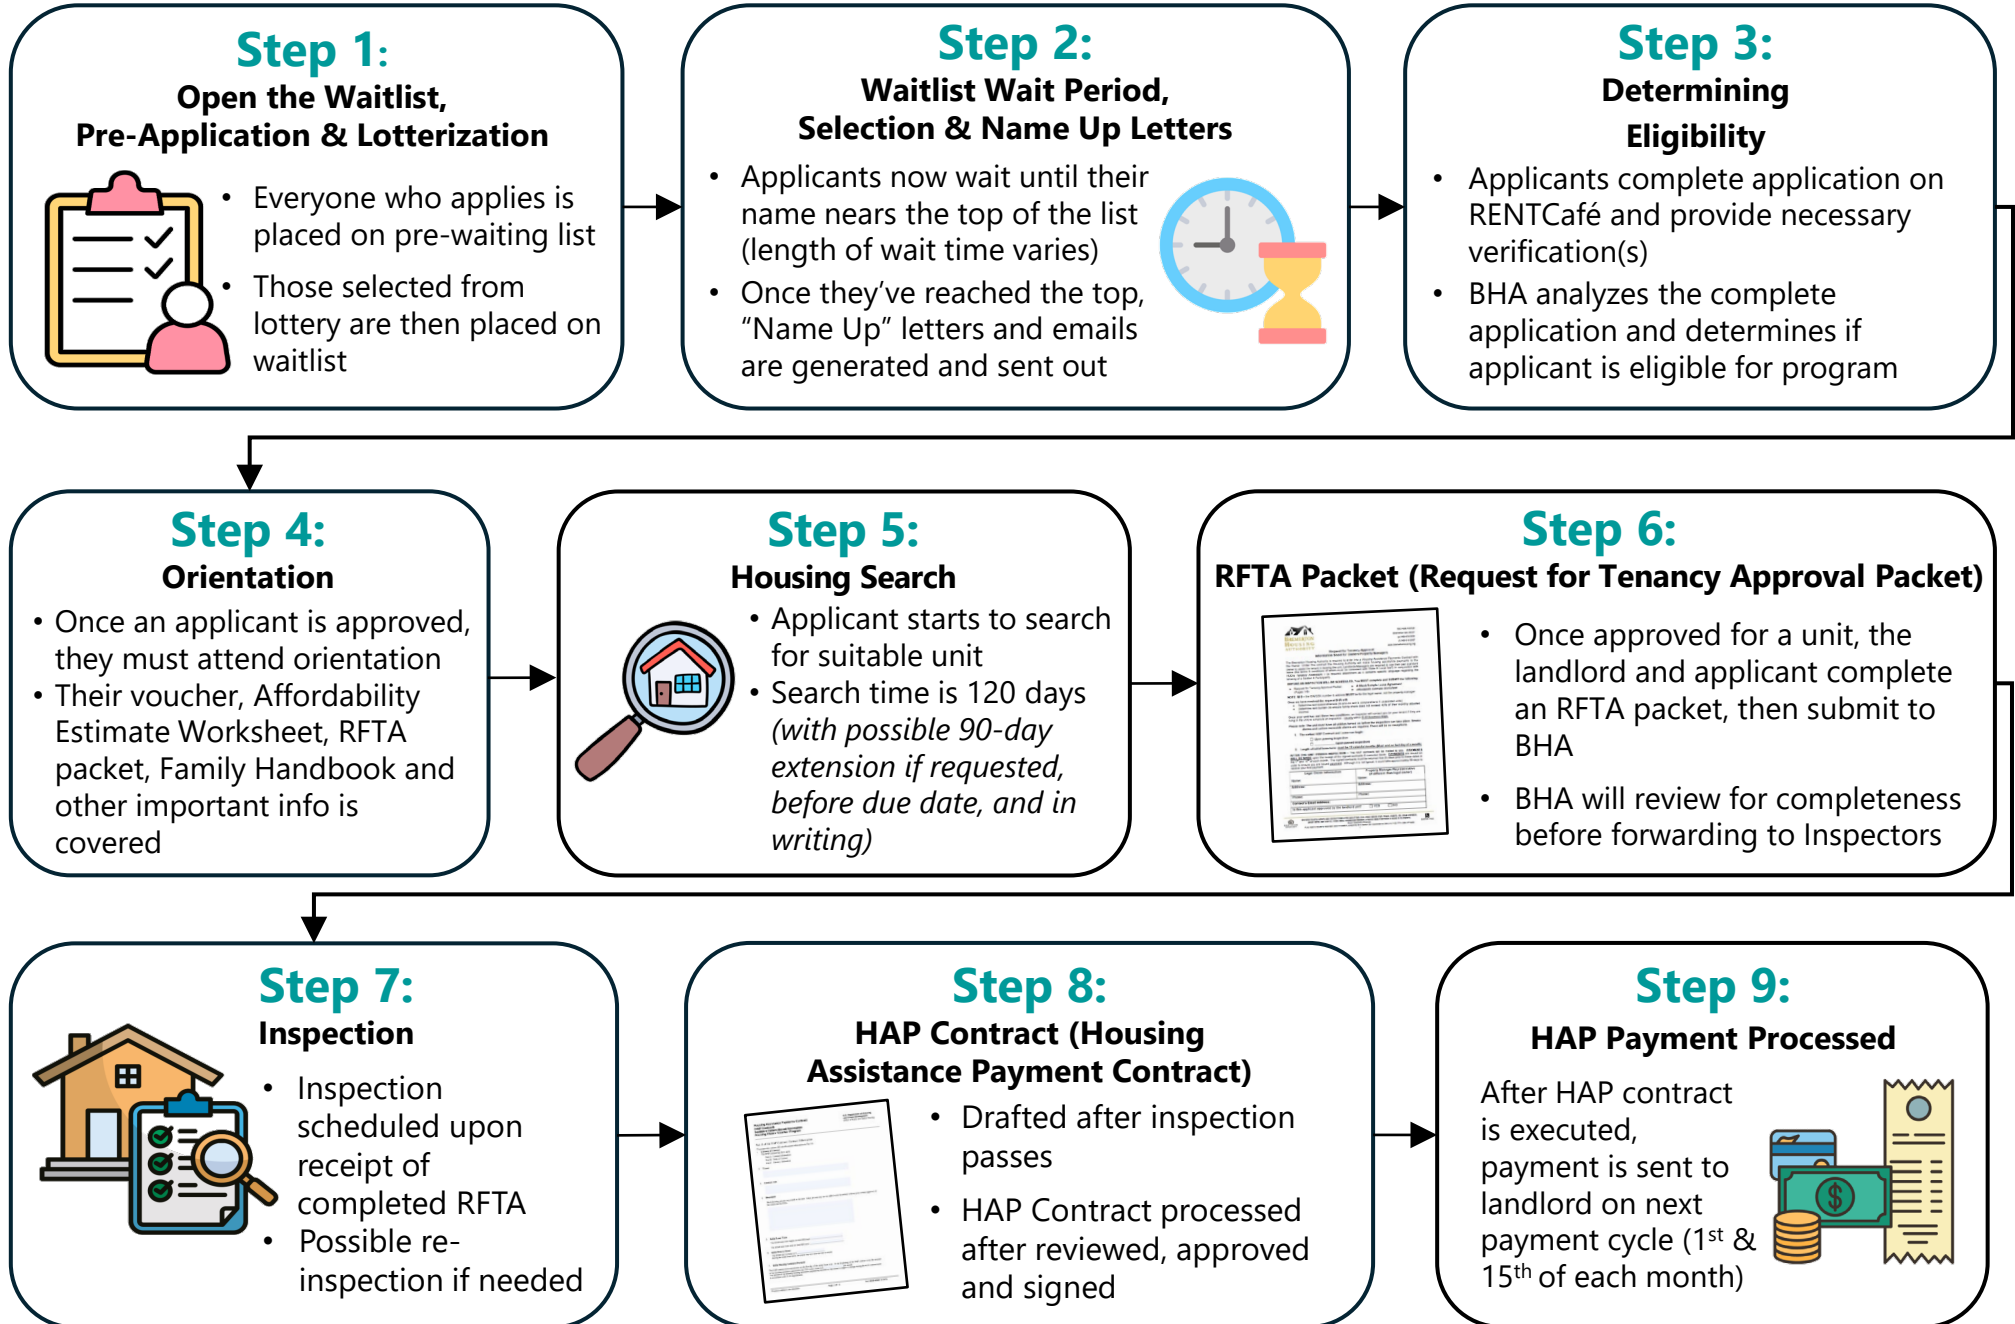 Step 1:
Open the Waitlist,
Pre-Application & Lotterization
• Everyone who applies is
placed on pre-waiting list
• Those selected from
lottery are then placed on
waitlist
Step 2:
Waitlist Wait Period,
Selection & Name Up Letters
• Applicants now wait until their
name nears the top of the list
(length of wait time varies)
• Once they’ve reached the top,
“Name Up” letters and emails
are generated and sent out
Step 3:
Determining
Eligibility
• Applicants complete application on
RENTCafé and provide necessary
verification(s)
• BHA analyzes the complete
application and determines if
applicant is eligible for program
Step 4:
Orientation
• Once an applicant is approved,
they must attend orientation
• Their voucher, Affordability
Estimate Worksheet, RFTA
packet, Family Handbook and
other important info is
covered
Step 5:
Housing Search
• Applicant starts to search
for suitable unit
• Search time is 120 days
(with possible 90-day
extension if requested,
before due date, and in
writing)
Step 6:
RFTA Packet (Request for Tenancy Approval Packet)
• Once approved for a unit, the
landlord and applicant complete
an RFTA packet, then submit to
BHA
• BHA will review for completeness
before forwarding to Inspectors
Step 7:
Inspection
• Inspection
scheduled upon
receipt of
completed RFTA
• Possible re-
inspection if needed
Step 8:
HAP Contract (Housing
Assistance Payment Contract)
• Drafted after inspection
passes
• HAP Contract processed
after reviewed, approved
and signed
Step 9:
HAP Payment Processed
After HAP contract
is executed,
payment is sent to
landlord on next
payment cycle (1st &
15th of each month)